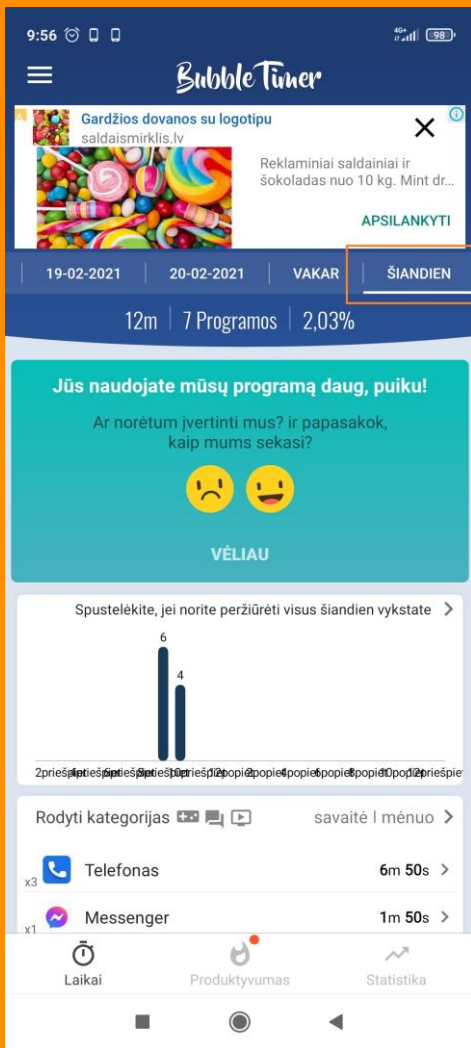 9:56
4G+
98
Bubble Timer
Gardžios dovanos su logotipu
saldaismirklis.lv
Reklaminiai saldainiai ir
šokoladas nuo 10 kg. Mint dr...
APSILANKYTI
19-02-2021 20-02-2021 VAKAR ŠIANDIEN
12m 7 Programos 2,03%
Jūs naudojate mūsų programą daug, puiku!
Ar norėtum įvertinti mus? ir papasakok,
kaip mums sekasi?
VĖLIAU
Spustelėkite, jei norite peržiūrėti visus šiandien vykstate
6
4
Rodyti kategorijas savaitė l mėnuo
x3 Telefonas 6m 50s
x1 Messenger 1m 50s
Laikai Produktyvumas Statistika